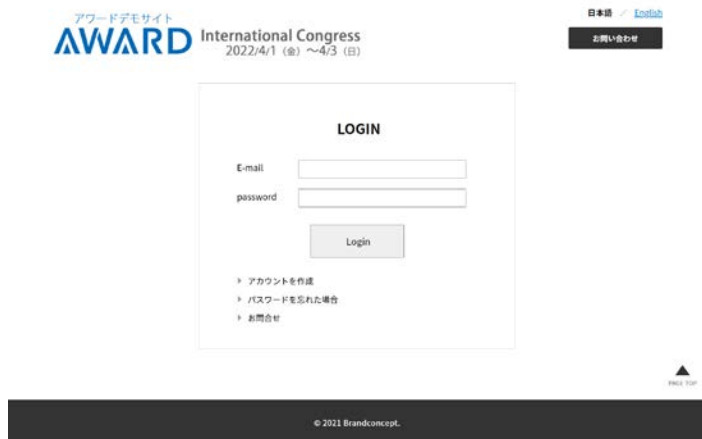 アワードデモサイト
AWARD
International Congress
2022/4/1（金）～4/3（日）
日本語 ／ English
お問い合わせ
LOGIN
E-mail
password
Login
アカウントを作成
パスワードを忘れた場合
お問合せ
PAGE TOP
© 2021 Brandconcept.